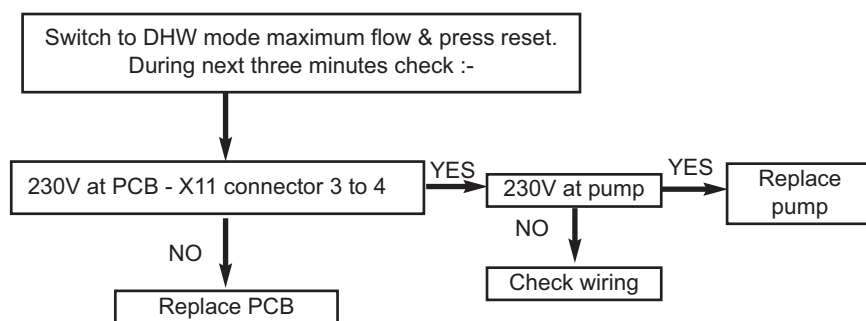 Switch to DHW mode maximum flow & press reset.
During next three minutes check :-
230V at PCB - X11 connector 3 to 4
YES
230V at pump
YES
Replace
pump
NO
NO
Check wiring
Replace PCB